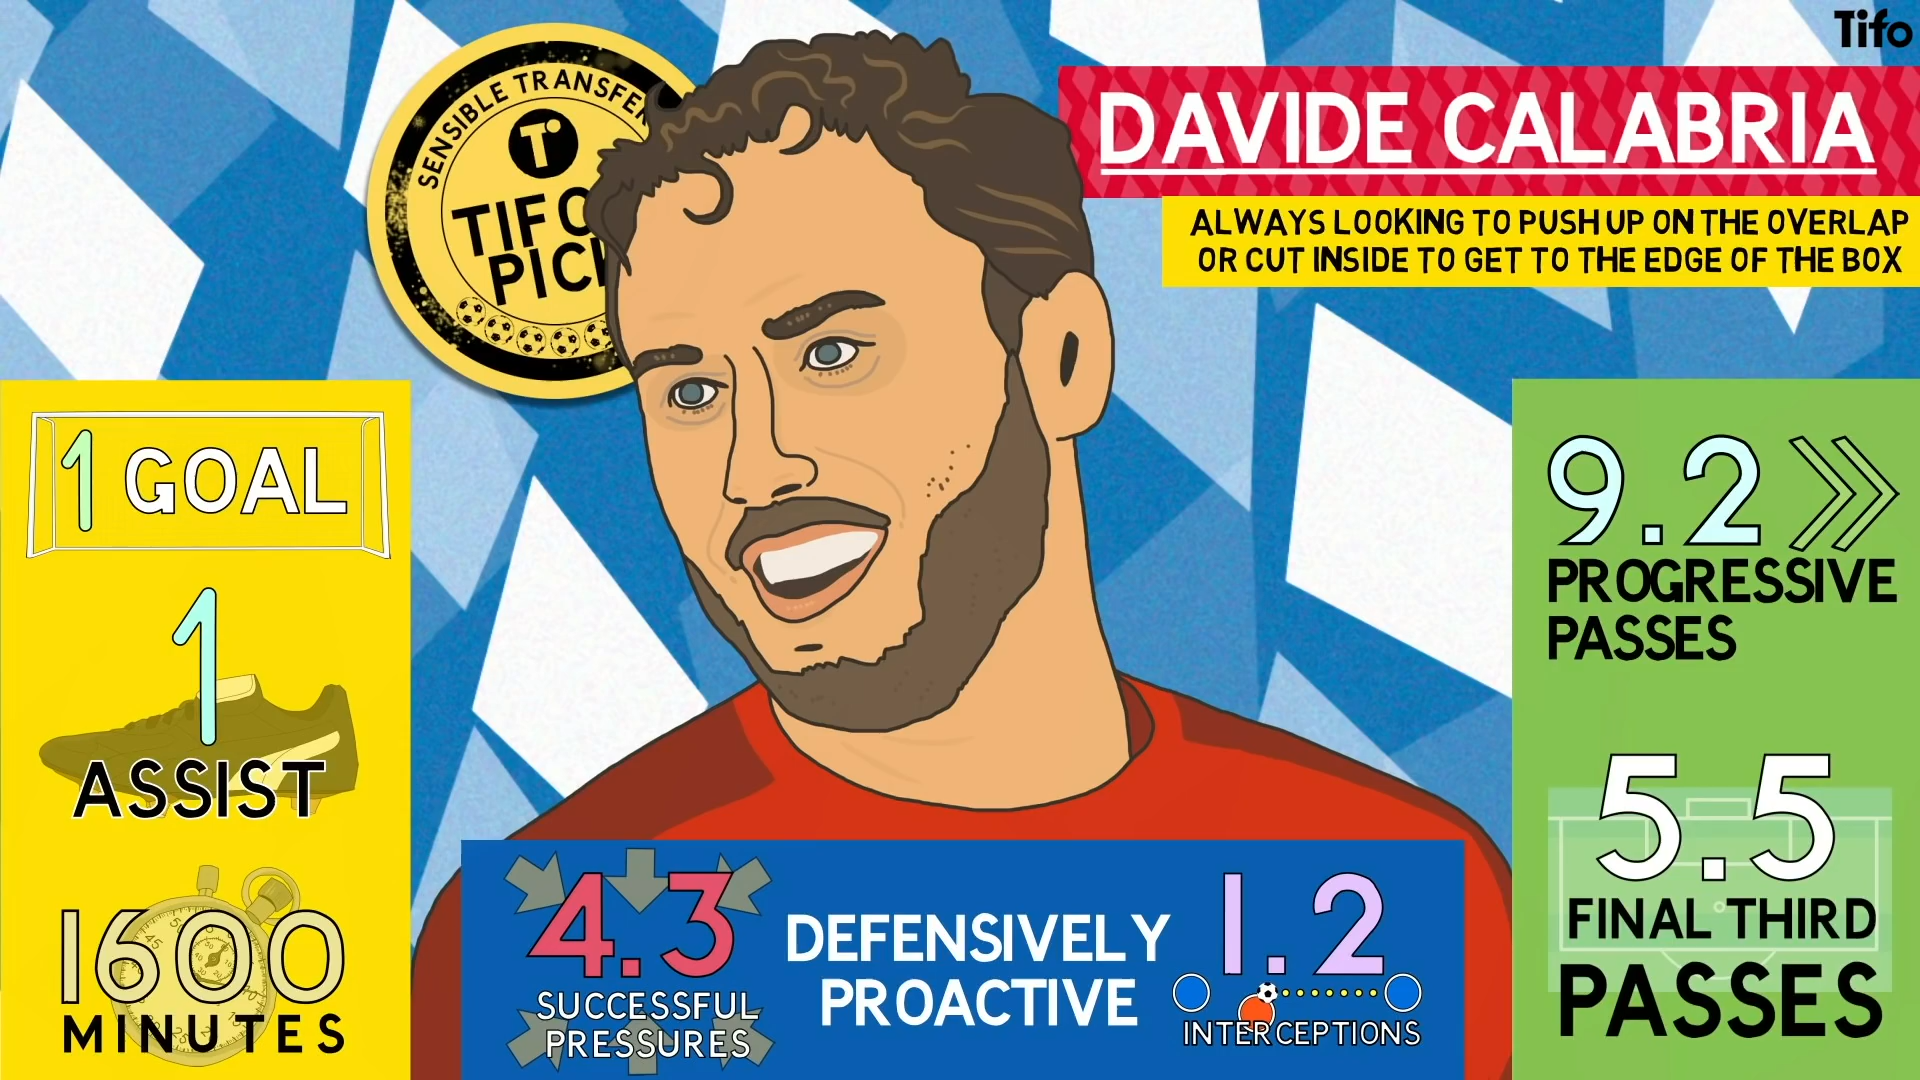 Tifo
SENSIBLE TRANSFER
T
TIFO
PICK
DAVIDE CALABRIA
ALWAYS LOOKING TO PUSH UP ON THE OVERLAP
OR CUT INSIDE TO GET TO THE EDGE OF THE BOX
1 GOAL
1
ASSIST
1600
MINUTES
4.3
SUCCESSFUL
PRESSURES
DEFENSIVELY
PROACTIVE
1.2
INTERCEPTIONS
9.2
PROGRESSIVE
PASSES
5.5
FINAL THIRD
PASSES